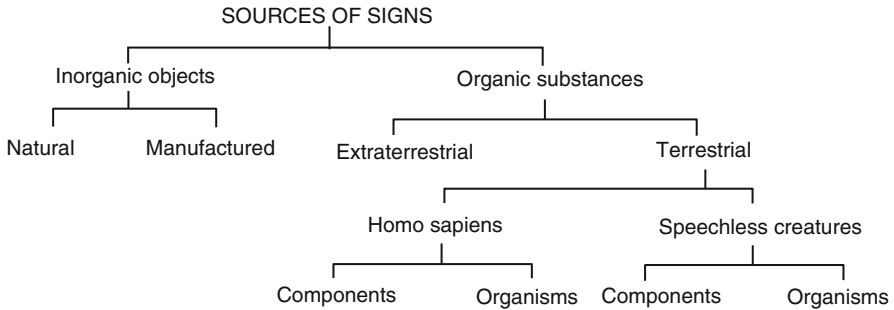 SOURCES OF SIGNS
Inorganic objects
Organic substances
Natural
Manufactured
Extraterrestrial
Terrestrial
Homo sapiens
Speechless creatures
Components
Organisms
Components
Organisms